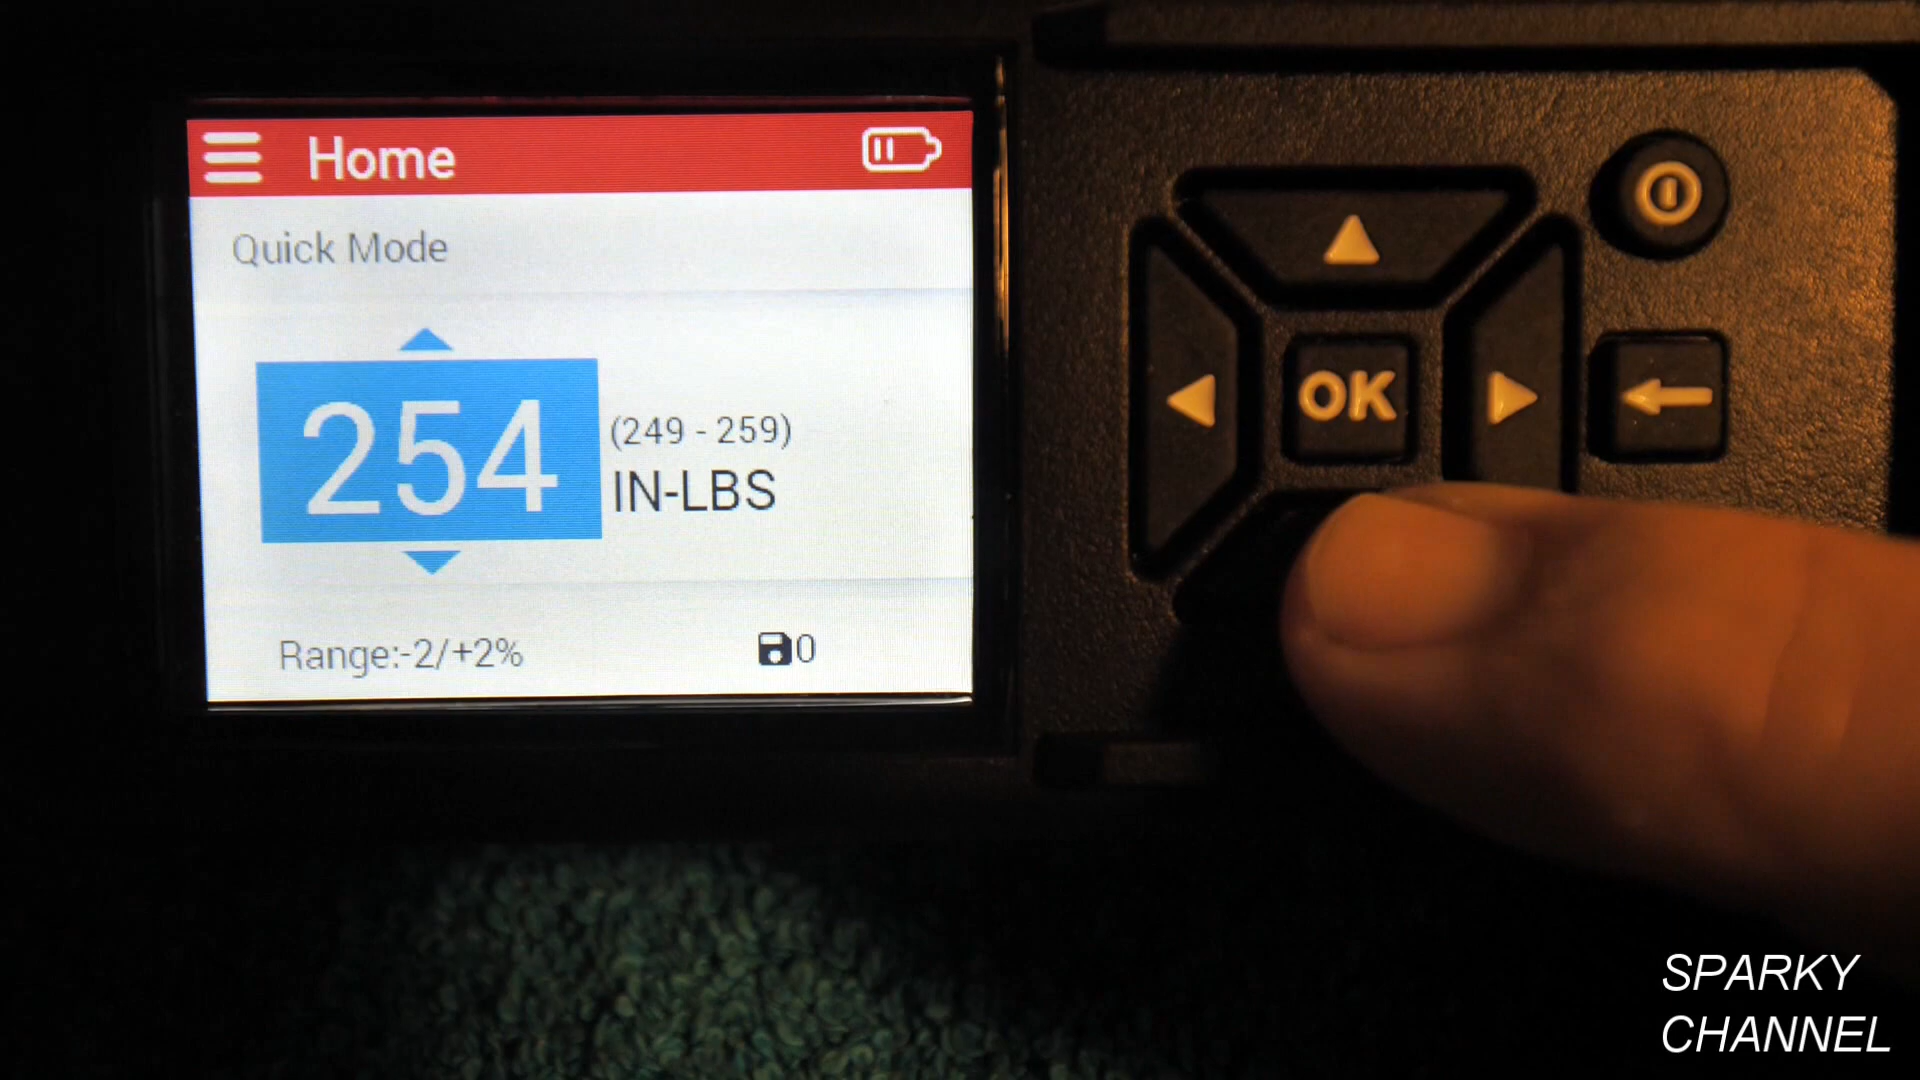 Home
Quick Mode
254
(249 - 259)
IN-LBS
Range:-2/+2%
0
OK
SPARKY
CHANNEL